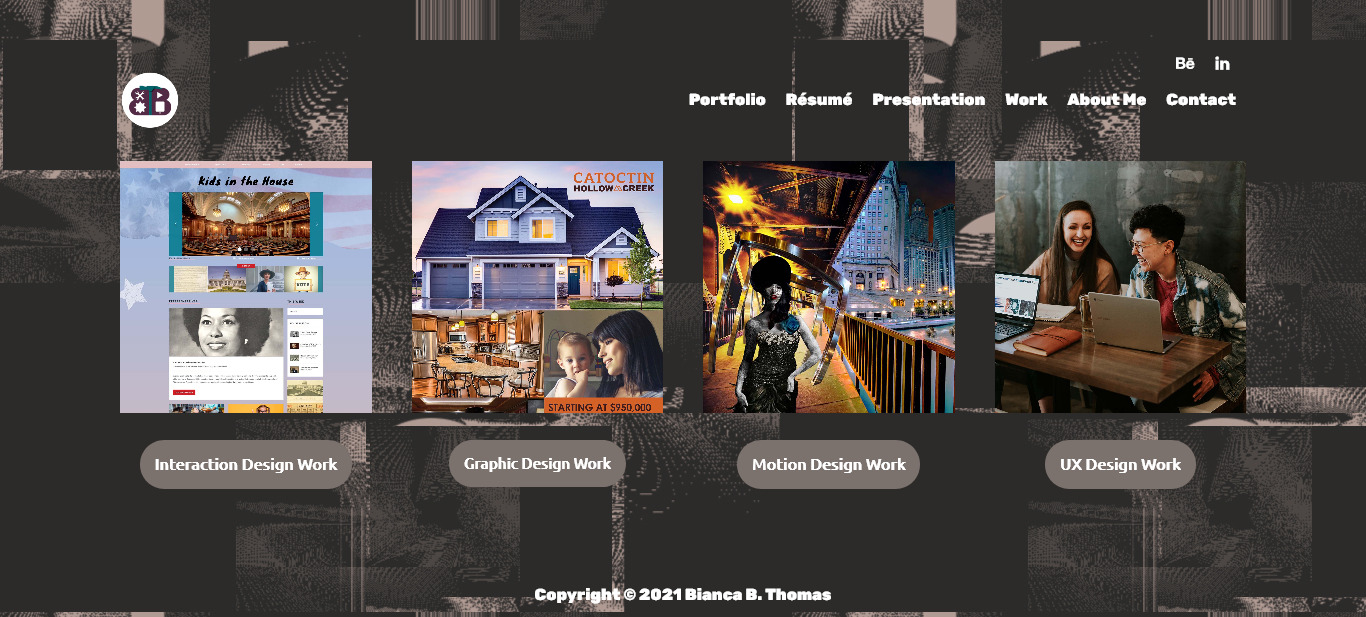 Bē in
Portfolio Résumé Presentation Work About Me Contact
Kids in the House
CATOCTIN
HOLLOW CREEK
VOTE
STARTING AT $950,000
Interaction Design Work Graphic Design Work Motion Design Work UX Design Work
Copyright © 2021 Bianca B. Thomas